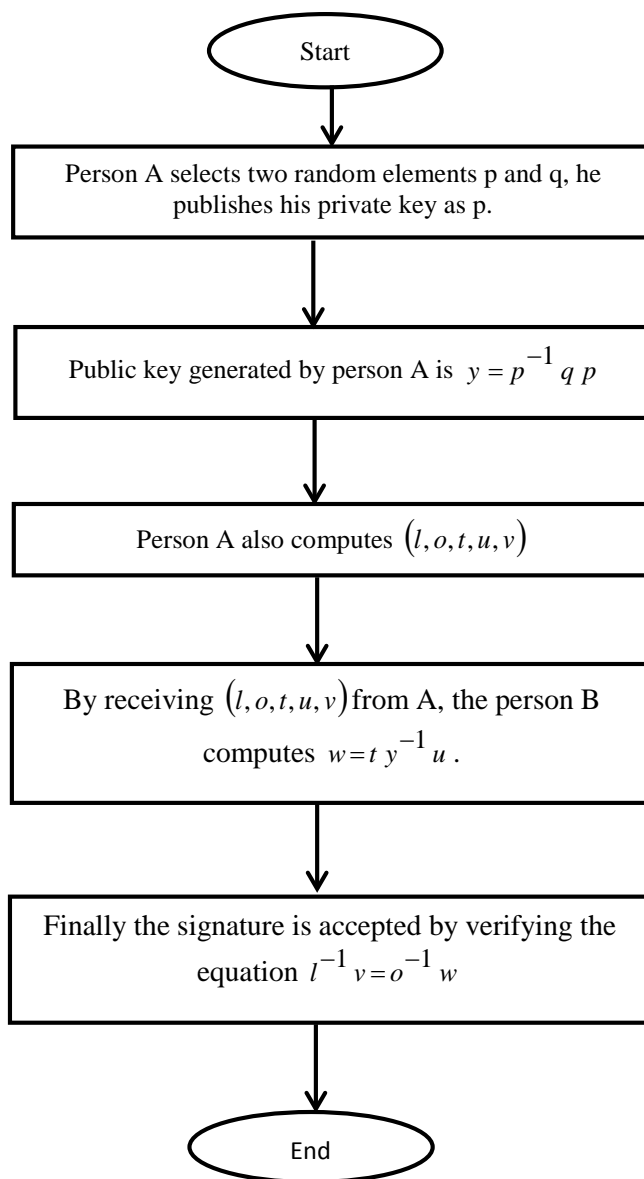 Start
Person A selects two random elements p and q, he
publishes his private key as p.
Public key generated by person A is y = p⁻¹ q p
Person A also computes (l, o, t, u, v)
By receiving (l, o, t, u, v) from A, the person B
computes w = t y⁻¹ u .
Finally the signature is accepted by verifying the
equation l⁻¹ v = o⁻¹ w
End